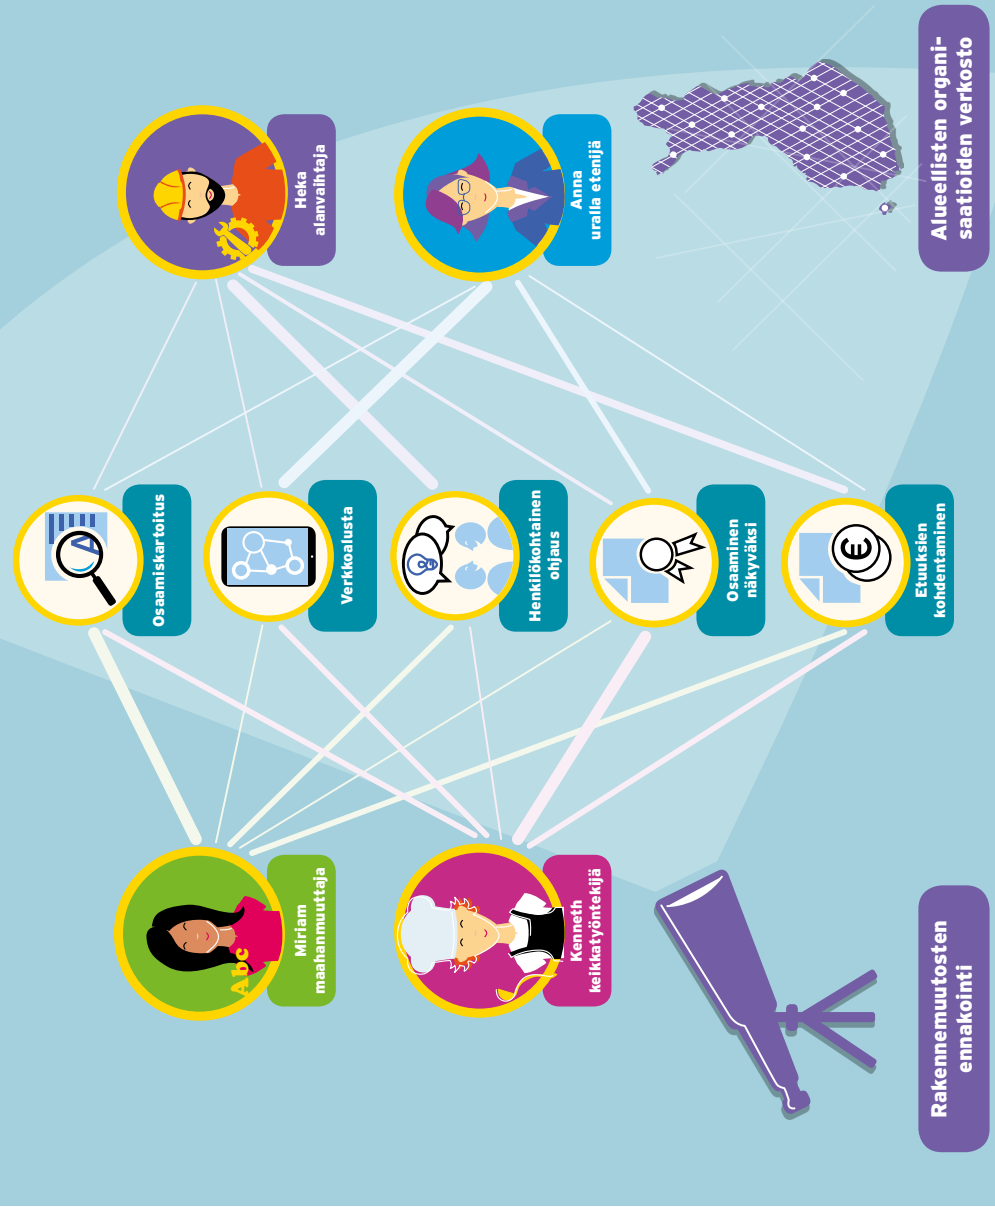 Miriam
maahanmuuttaja
Abc
Heka
alanvaihtaja
Kenneth
keikkatyöntekijä
Anna
uralla etenijä
A
Osaamiskartoitus
Verkkoalusta
Henkilökohtainen
ohjaus
Osaaminen
näkyväksi
€
Etuuksien
kohdentaminen
Rakennemuutosten
ennakointi
Alueellisten organi-
saatioiden verkosto